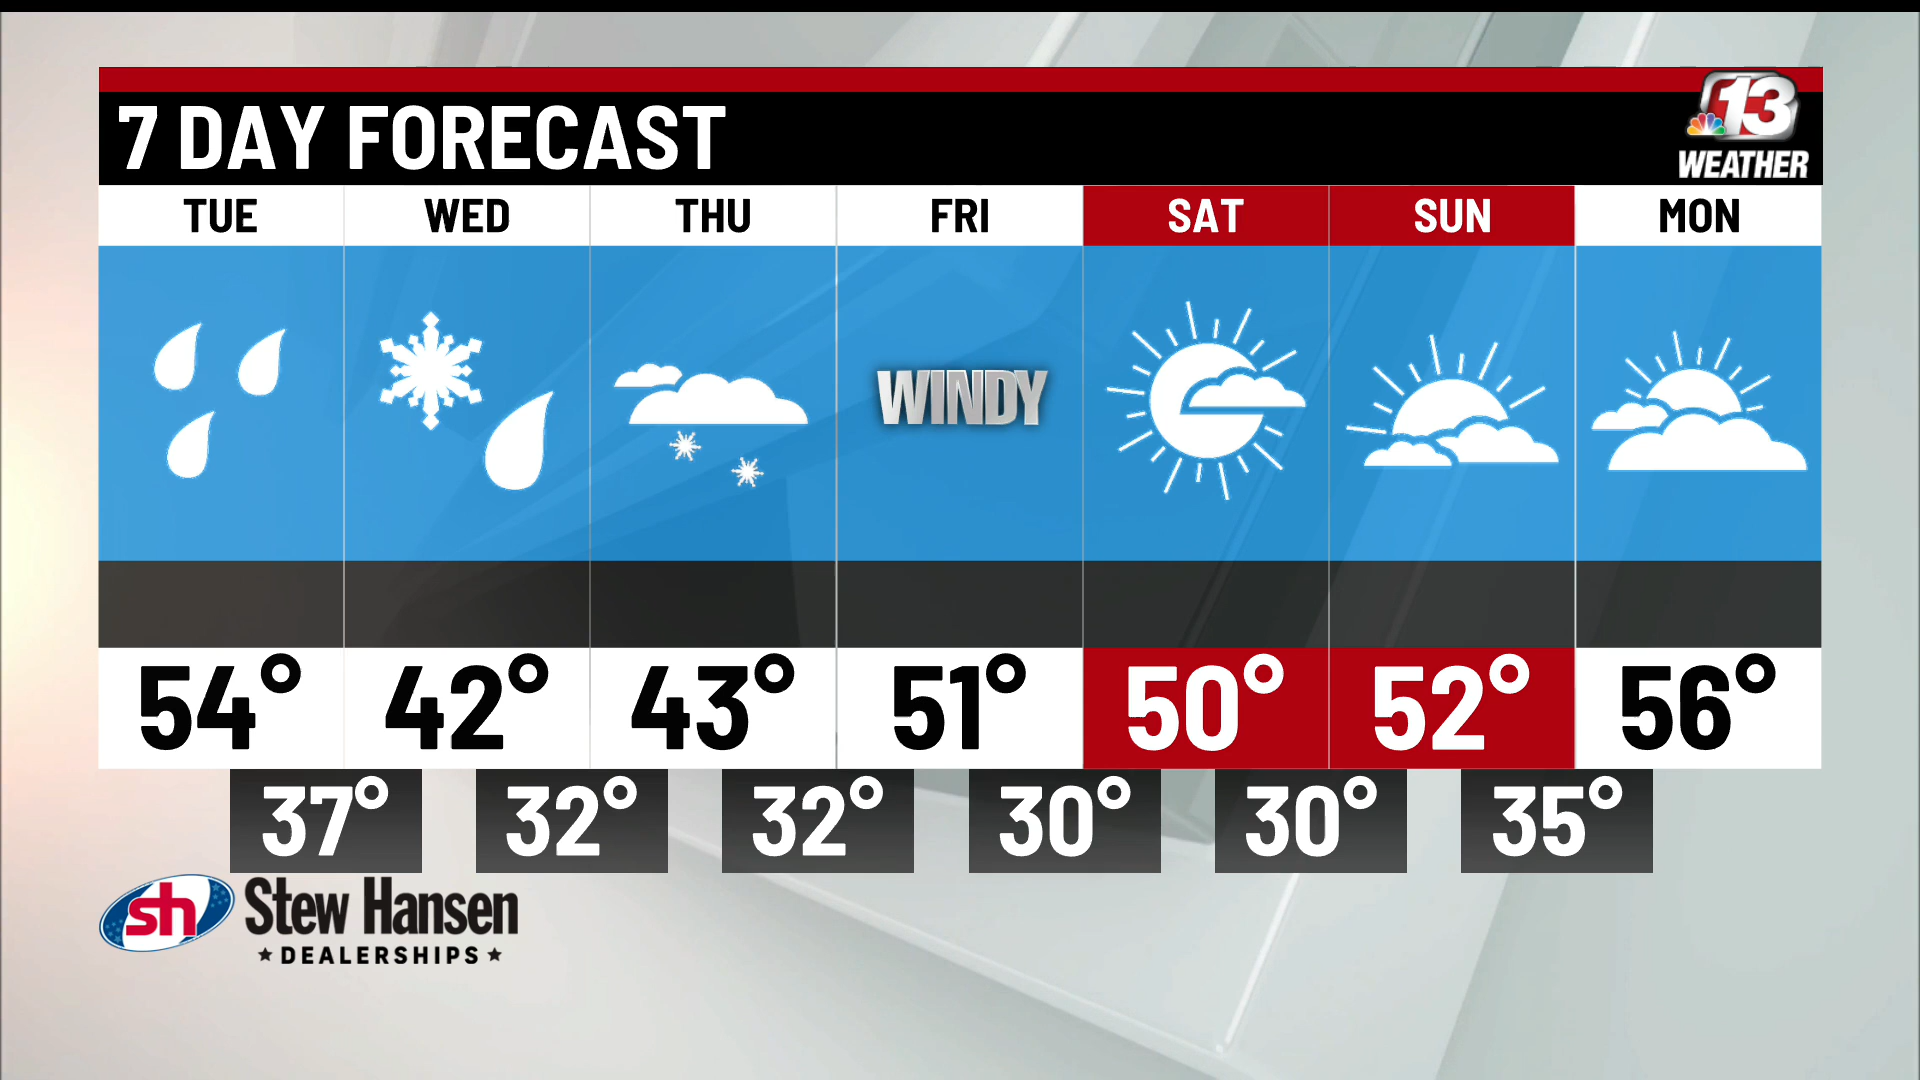 7 DAY FORECAST
13
WEATHER
TUE WED THU FRI SAT SUN MON
WINDY
54° 42° 43° 51° 50° 52° 56°
37° 32° 32° 30° 30° 35°
sh Stew Hansen
★ DEALERSHIPS ★